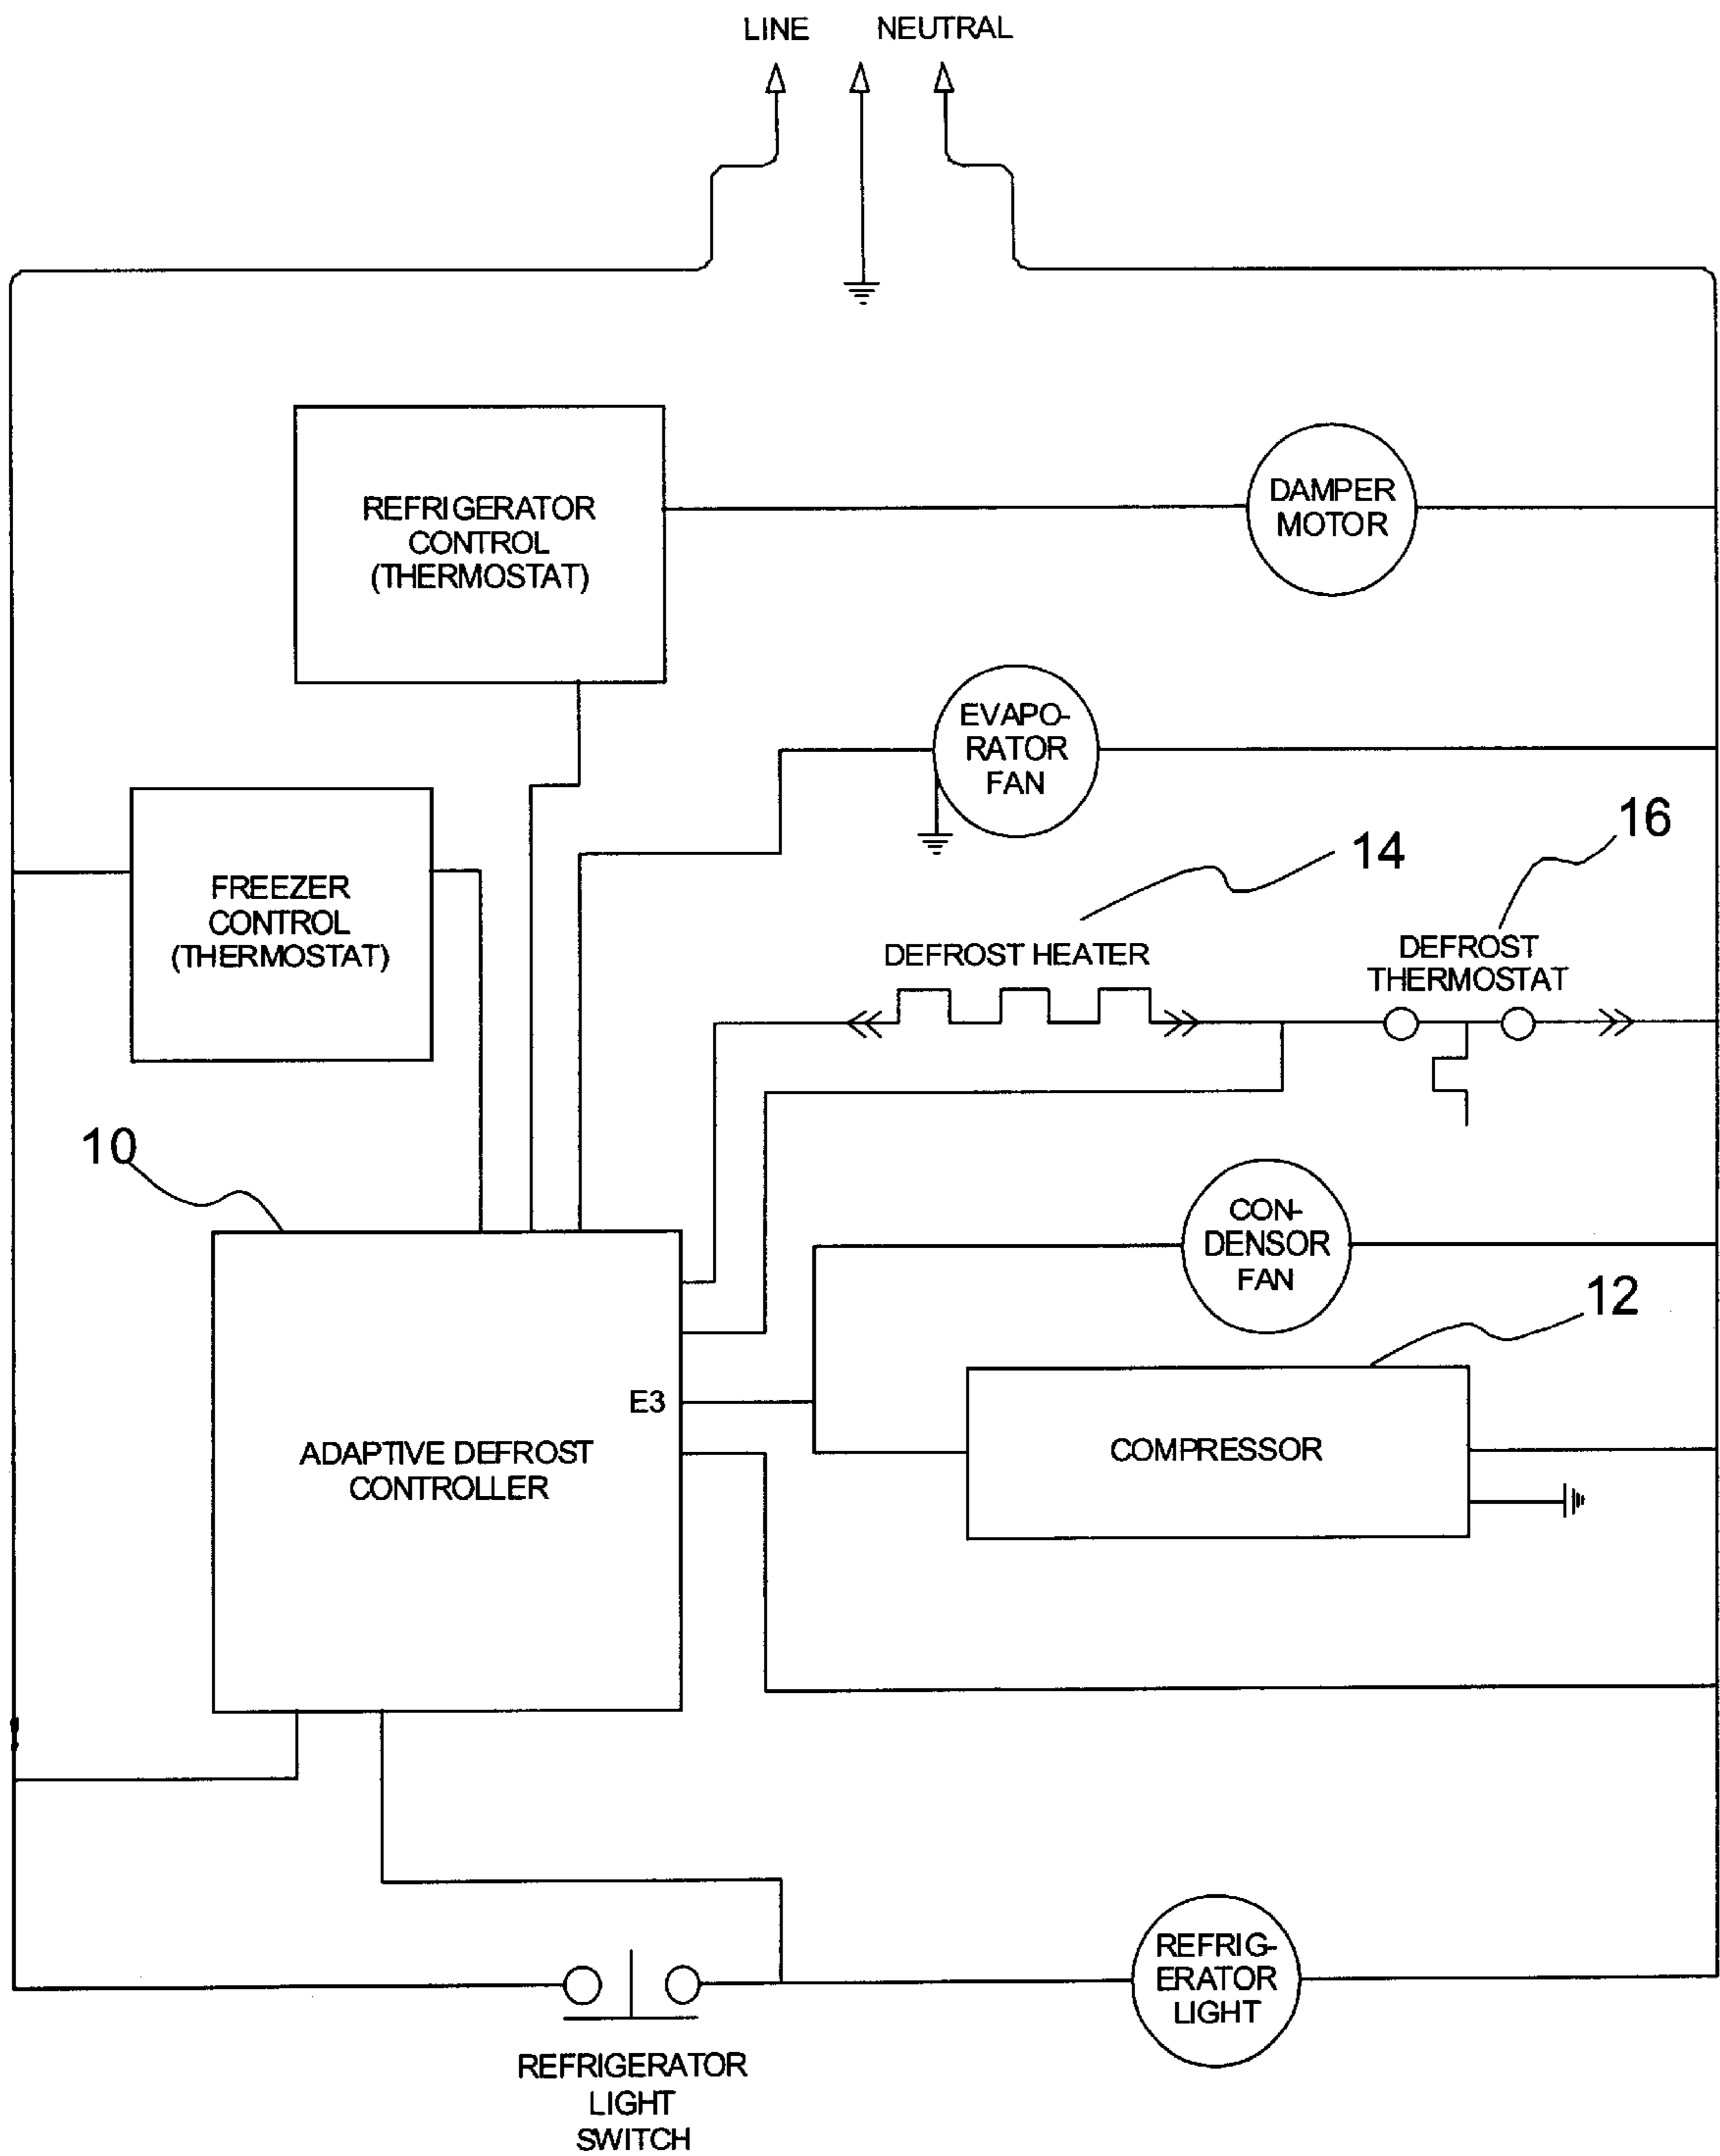 LINE NEUTRAL
REFRIGERATOR
CONTROL
(THERMOSTAT)
DAMPER
MOTOR
EVAPO-
RATOR
FAN
16
14
FREEZER
CONTROL
(THERMOSTAT)
DEFROST HEATER
DEFROST
THERMOSTAT
10
CON-
DENSOR
FAN
12
E3
ADAPTIVE DEFROST
CONTROLLER
COMPRESSOR
REFRIG-
ERATOR
LIGHT
REFRIGERATOR
LIGHT
SWITCH